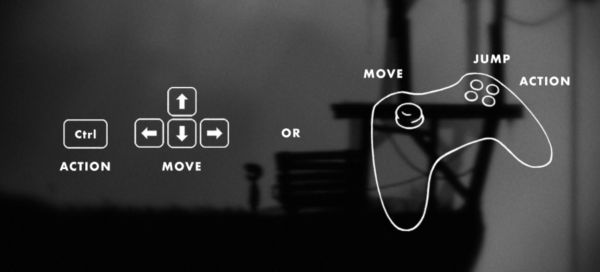 Ctrl
ACTION
MOVE
OR
MOVE
JUMP
ACTION